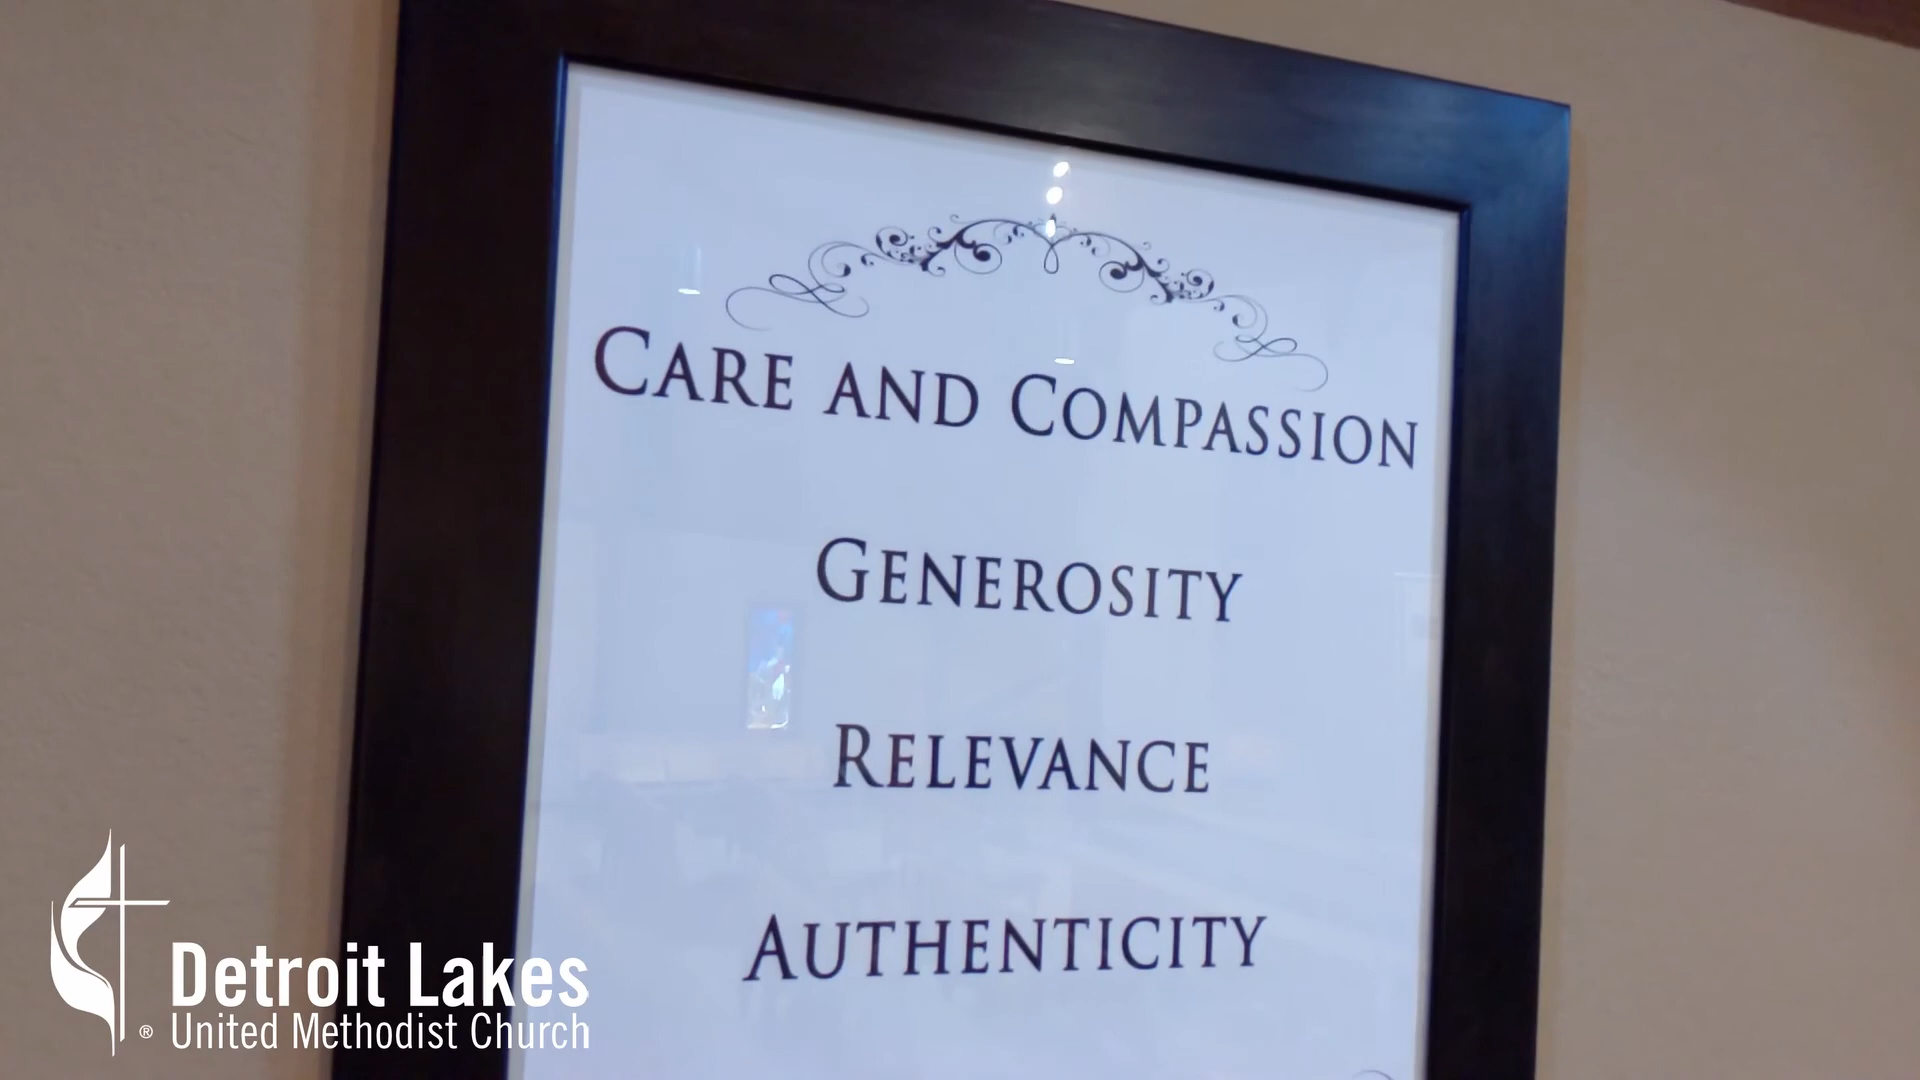 Care and Compassion
Generosity
Relevance
Authenticity
Detroit Lakes
® United Methodist Church